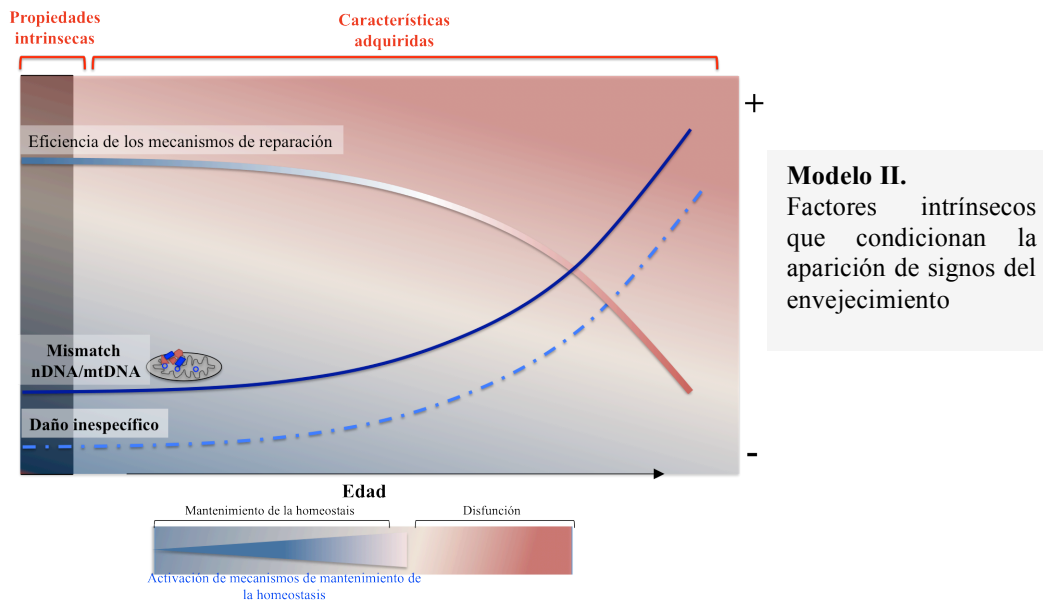 Propiedades
intrinsecas
Características
adquiridas
+
Eficiencia de los mecanismos de reparación
Modelo II.
Factores intrínsecos
que condicionan la
aparición de signos del
envejecimiento
Mismatch
nDNA/mtDNA
Daño inespecífico
-
Edad
Mantenimiento de la homeostais
Disfunción
Activación de mecanismos de mantenimiento de
la homeostasis